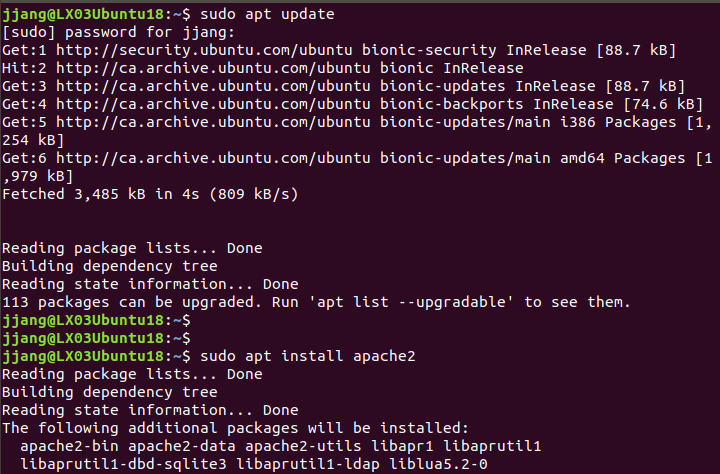 jjang@LX03Ubuntu18:~$ sudo apt update
[sudo] password for jjang:
Get:1 http://security.ubuntu.com/ubuntu bionic-security InRelease [88.7 kB]
Hit:2 http://ca.archive.ubuntu.com/ubuntu bionic InRelease
Get:3 http://ca.archive.ubuntu.com/ubuntu bionic-updates InRelease [88.7 kB]
Get:4 http://ca.archive.ubuntu.com/ubuntu bionic-backports InRelease [74.6 kB]
Get:5 http://ca.archive.ubuntu.com/ubuntu bionic-updates/main i386 Packages [1,
254 kB]
Get:6 http://ca.archive.ubuntu.com/ubuntu bionic-updates/main amd64 Packages [1
,979 kB]
Fetched 3,485 kB in 4s (809 kB/s)
Reading package lists... Done
Building dependency tree
Reading state information... Done
113 packages can be upgraded. Run 'apt list --upgradable' to see them.
jjang@LX03Ubuntu18:~$
jjang@LX03Ubuntu18:~$
jjang@LX03Ubuntu18:~$ sudo apt install apache2
Reading package lists... Done
Building dependency tree
Reading state information... Done
The following additional packages will be installed:
  apache2-bin apache2-data apache2-utils libapr1 libaprutil1
  libaprutil1-dbd-sqlite3 libaprutil1-ldap liblua5.2-0